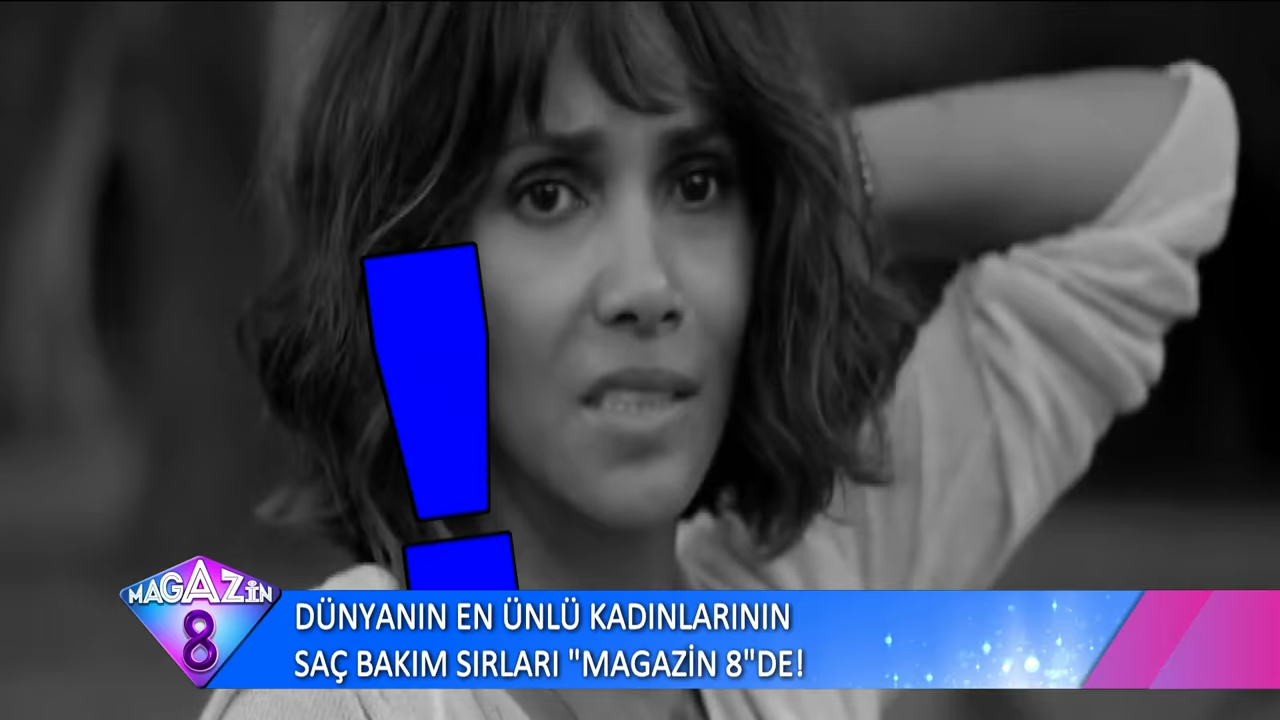 MAGAZİN
8
DÜNYANIN EN ÜNLÜ KADINLARININ
SAÇ BAKIM SIRLARI "MAGAZİN 8"DE!